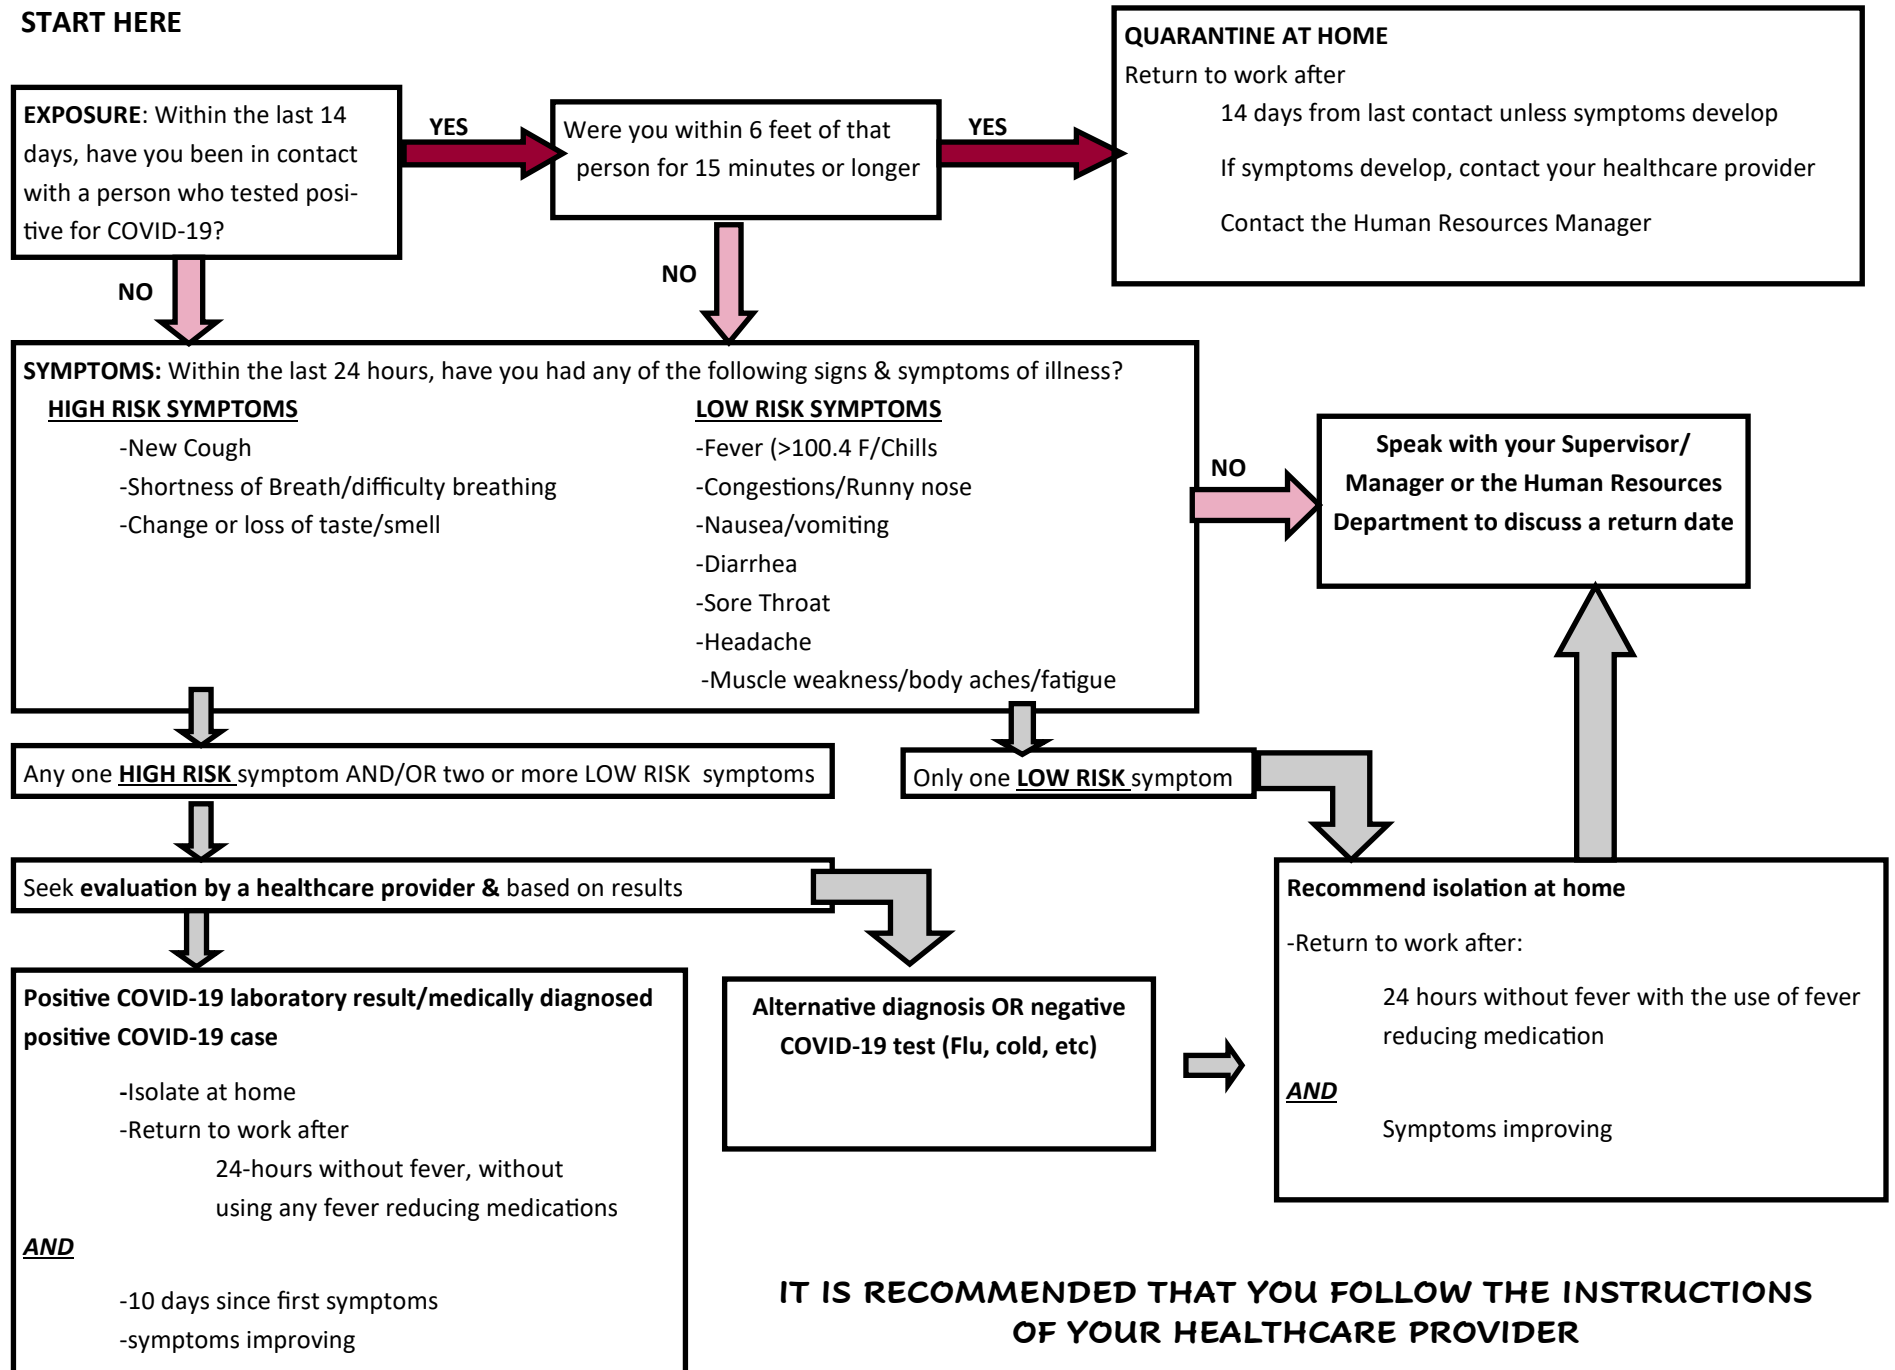 START HERE
EXPOSURE: Within the last 14
days, have you been in contact
with a person who tested posi-
tive for COVID-19?
YES
Were you within 6 feet of that
person for 15 minutes or longer
YES
QUARANTINE AT HOME
Return to work after
14 days from last contact unless symptoms develop
If symptoms develop, contact your healthcare provider
Contact the Human Resources Manager
NO
NO
SYMPTOMS: Within the last 24 hours, have you had any of the following signs & symptoms of illness?
HIGH RISK SYMPTOMS
-New Cough
-Shortness of Breath/difficulty breathing
-Change or loss of taste/smell
LOW RISK SYMPTOMS
-Fever (>100.4 F/Chills
-Congestions/Runny nose
-Nausea/vomiting
-Diarrhea
-Sore Throat
-Headache
-Muscle weakness/body aches/fatigue
NO
Speak with your Supervisor/
Manager or the Human Resources
Department to discuss a return date
Any one HIGH RISK symptom AND/OR two or more LOW RISK symptoms
Only one LOW RISK symptom
Seek evaluation by a healthcare provider & based on results
Positive COVID-19 laboratory result/medically diagnosed
positive COVID-19 case
-Isolate at home
-Return to work after
24-hours without fever, without
using any fever reducing medications
AND
-10 days since first symptoms
-symptoms improving
Alternative diagnosis OR negative
COVID-19 test (Flu, cold, etc)
Recommend isolation at home
-Return to work after:
24 hours without fever with the use of fever
reducing medication
AND
Symptoms improving
IT IS RECOMMENDED THAT YOU FOLLOW THE INSTRUCTIONS
OF YOUR HEALTHCARE PROVIDER